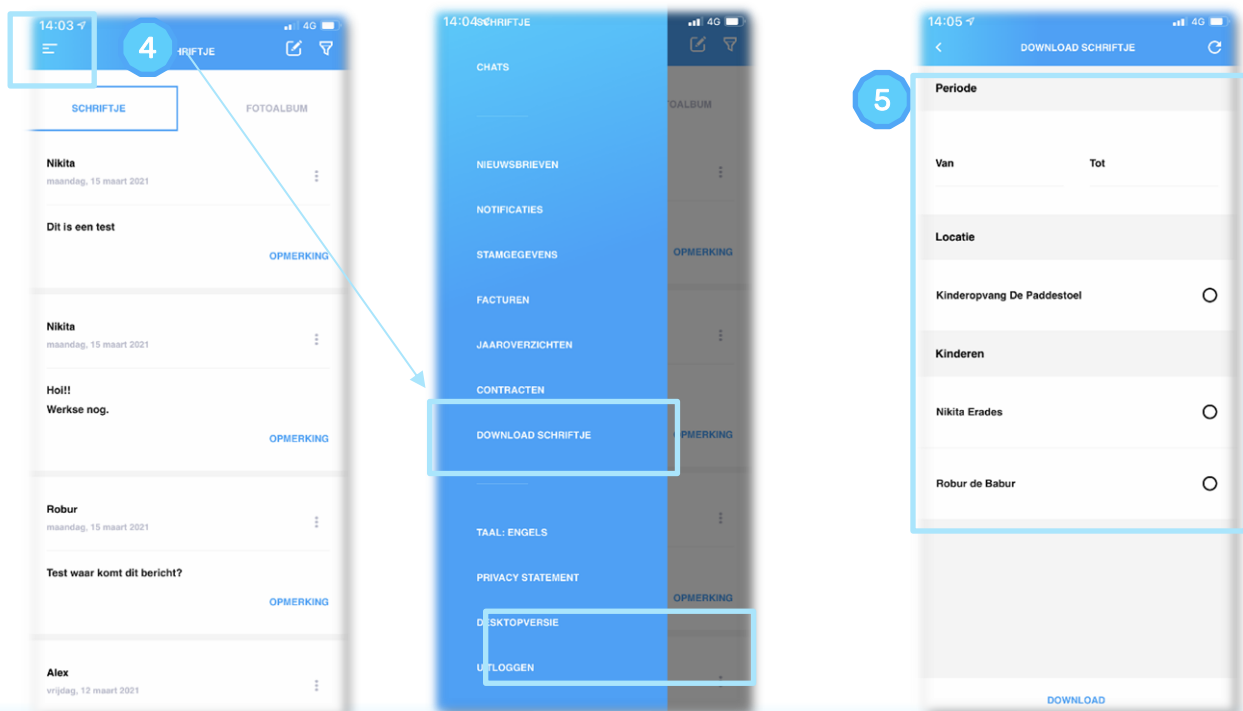 14:03
4G
4
HRIFTJE
SCHRIFTJE
FOTOALBUM
Nikita
maandag, 15 maart 2021
Dit is een test
OPMERKING
Nikita
maandag, 15 maart 2021
Hoi!!
Werkse nog.
OPMERKING
Robur
maandag, 15 maart 2021
Test waar komt dit bericht?
OPMERKING
Alex
vrijdag, 12 maart 2021
14:04
4G
SCHRIFTJE
CHATS
OALBUM
NIEUWSBRIEVEN
NOTIFICATIES
STAMGEGEVENS
OPMERKING
FACTUREN
JAAROVERZICHTEN
CONTRACTEN
DOWNLOAD SCHRIFTJE
OPMERKING
TAAL: ENGELS
PRIVACY STATEMENT
OPMERKING
DESKTOPVERSIE
UITLOGGEN
14:05
4G
DOWNLOAD SCHRIFTJE
5
Periode
Van Tot
Locatie
Kinderopvang De Paddestoel
Kinderen
Nikita Erades
Robur de Babur
DOWNLOAD